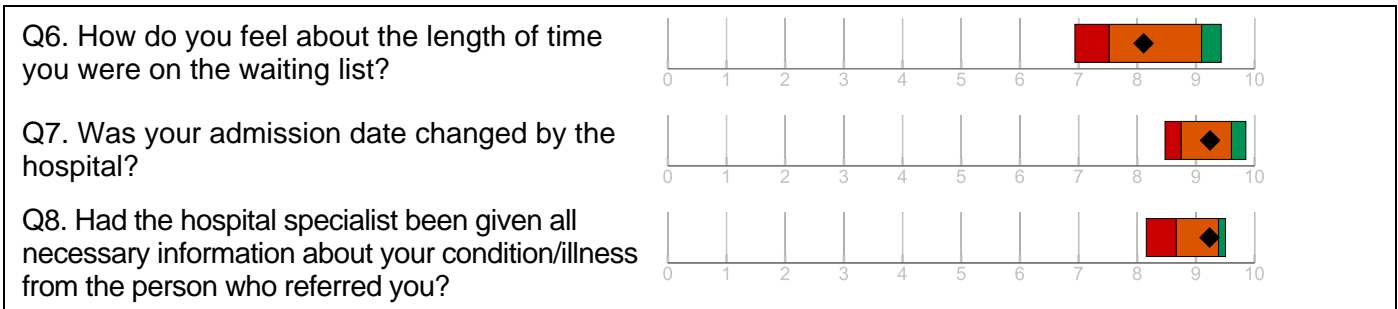 Q6. How do you feel about the length of time
you were on the waiting list?
0 1 2 3 4 5 6 7 8 9 10
Q7. Was your admission date changed by the
hospital?
0 1 2 3 4 5 6 7 8 9 10
Q8. Had the hospital specialist been given all
necessary information about your condition/illness
from the person who referred you?
0 1 2 3 4 5 6 7 8 9 10